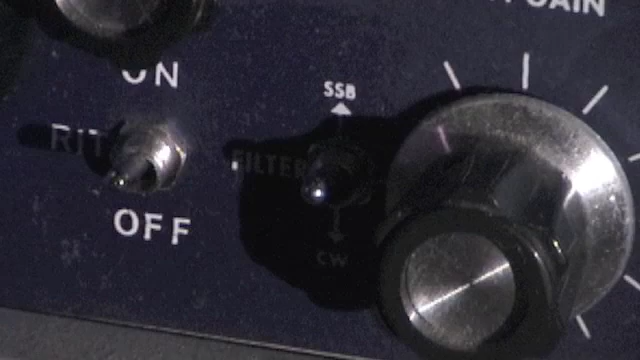 GAIN
ON
SSB
RIT
FILTER
OFF
CW